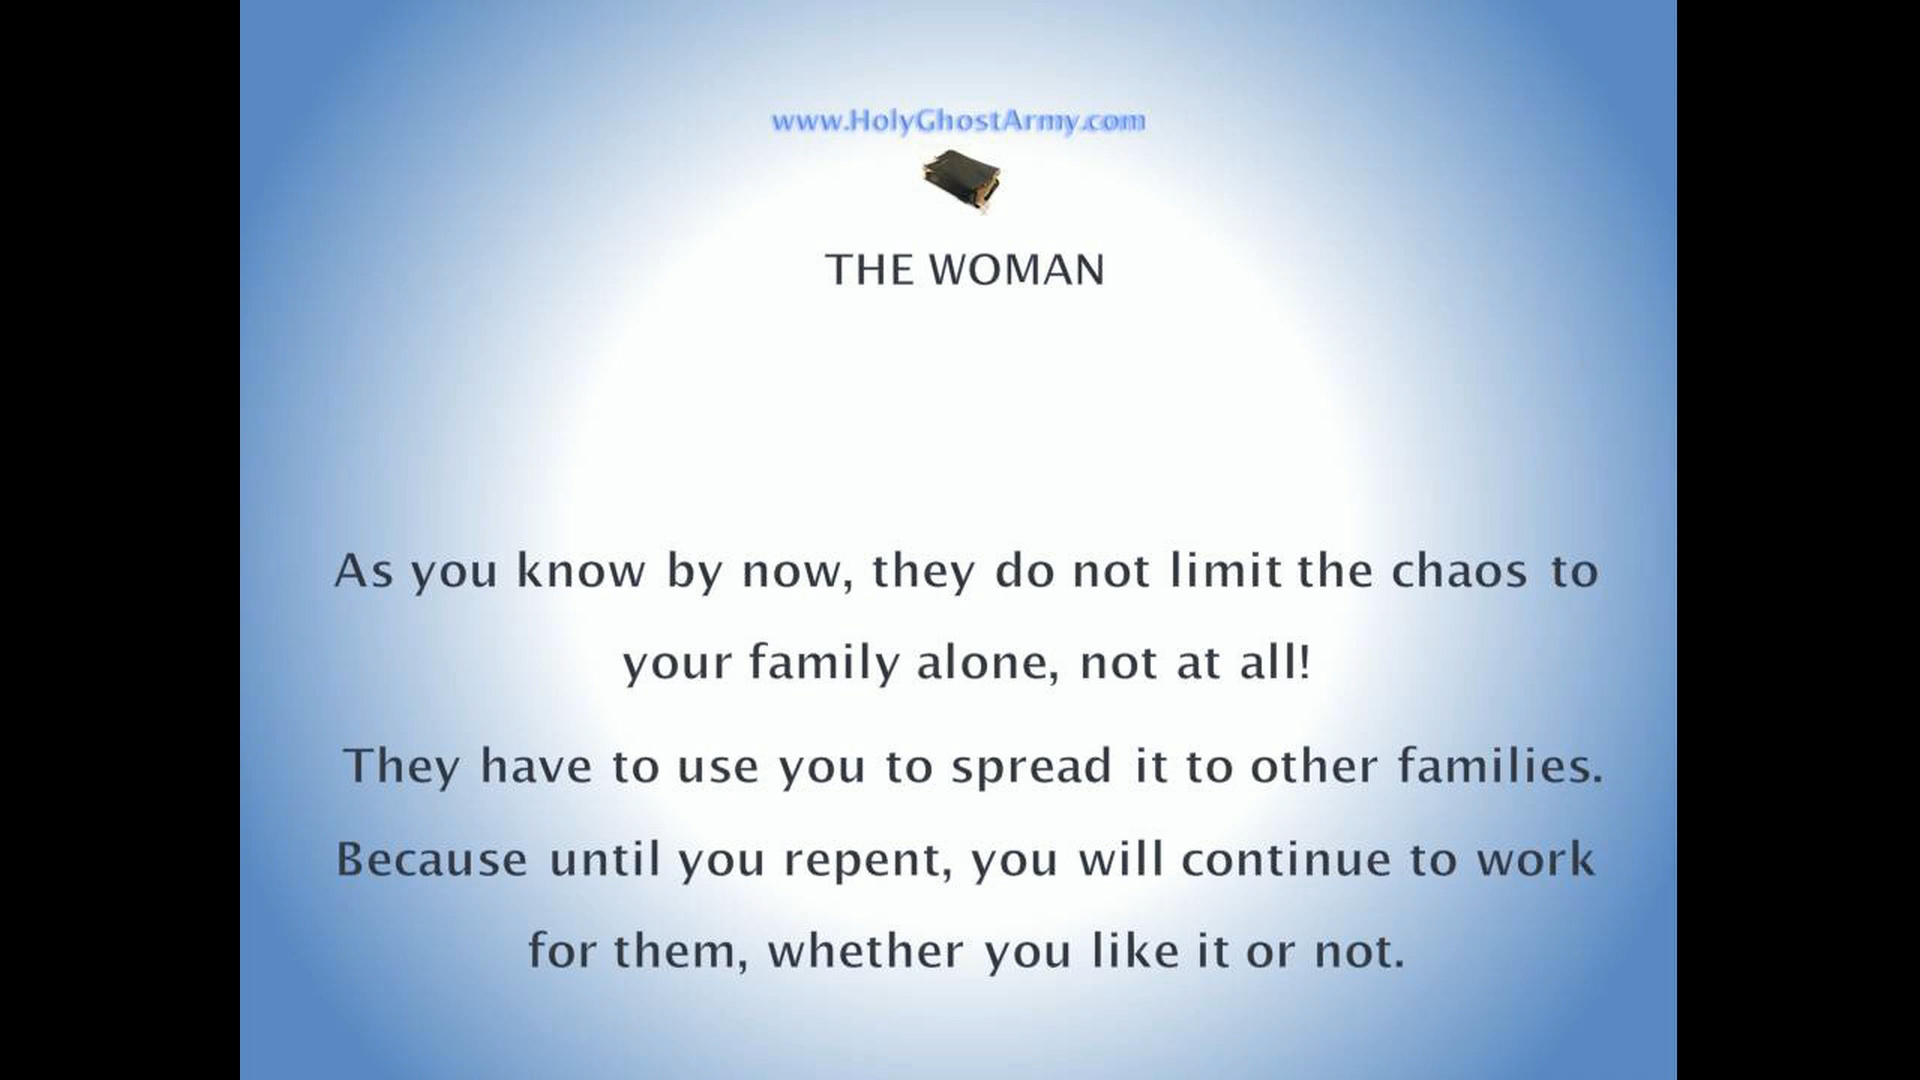 www.HolyGhostArmy.com
THE WOMAN
As you know by now, they do not limit the chaos to
your family alone, not at all!
They have to use you to spread it to other families.
Because until you repent, you will continue to work
for them, whether you like it or not.